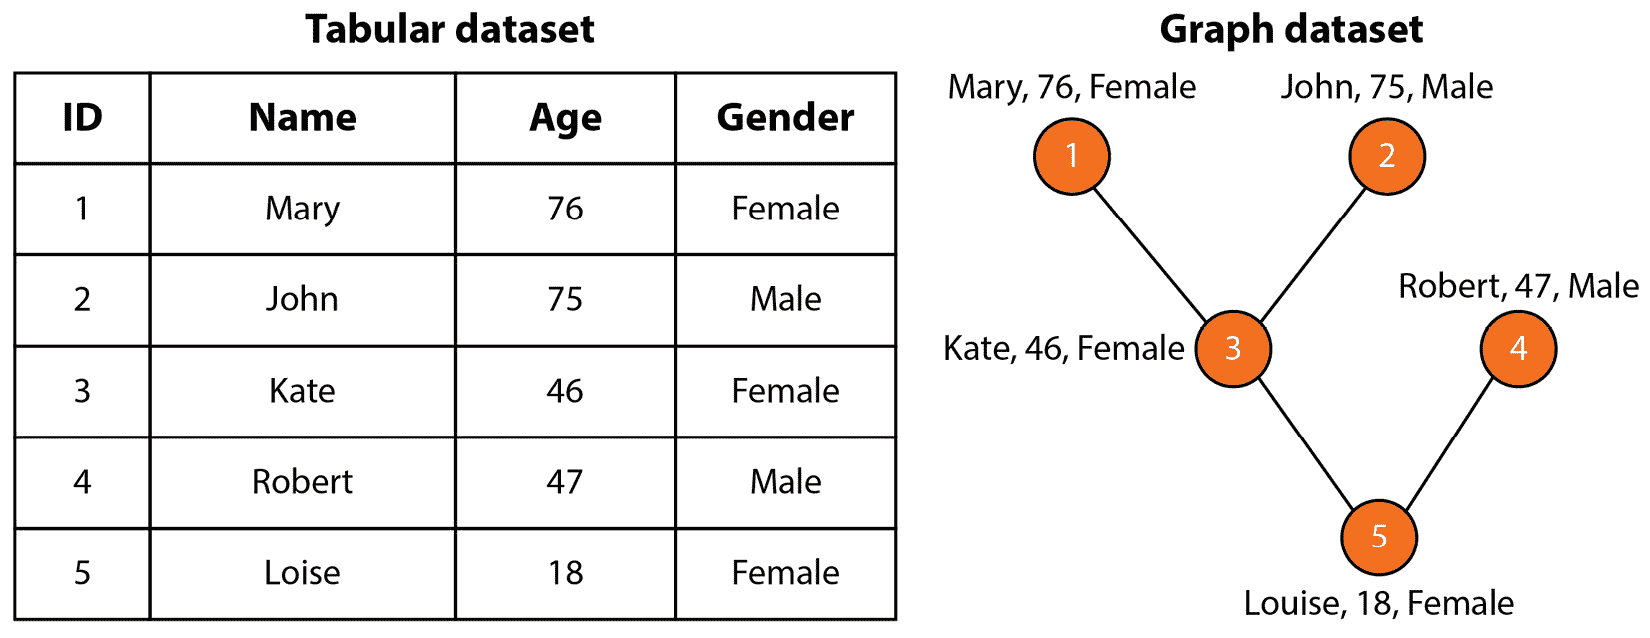 Tabular dataset
ID Name Age Gender
1 Mary 76 Female
2 John 75 Male
3 Kate 46 Female
4 Robert 47 Male
5 Loise 18 Female
Graph dataset
Mary, 76, Female
John, 75, Male
1
2
Robert, 47, Male
Kate, 46, Female
3
4
5
Louise, 18, Female